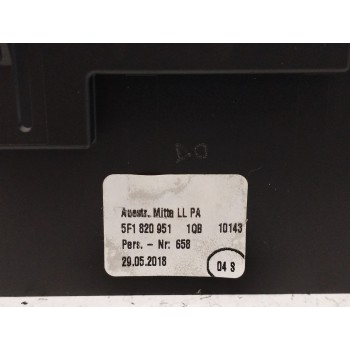 Ausstr. Mitte LL PA
5F1 820 951 1QB 10143
Pers. - Nr: 658
29.05.2018
04 3